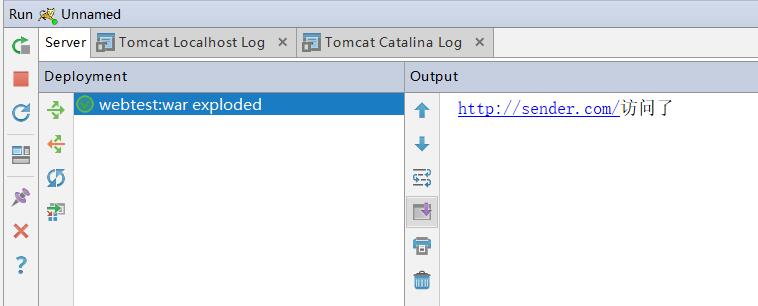 Run Unnamed
Server Tomcat Localhost Log Tomcat Catalina Log
Deployment Output
webtest:war exploded
http://sender.com/访问了